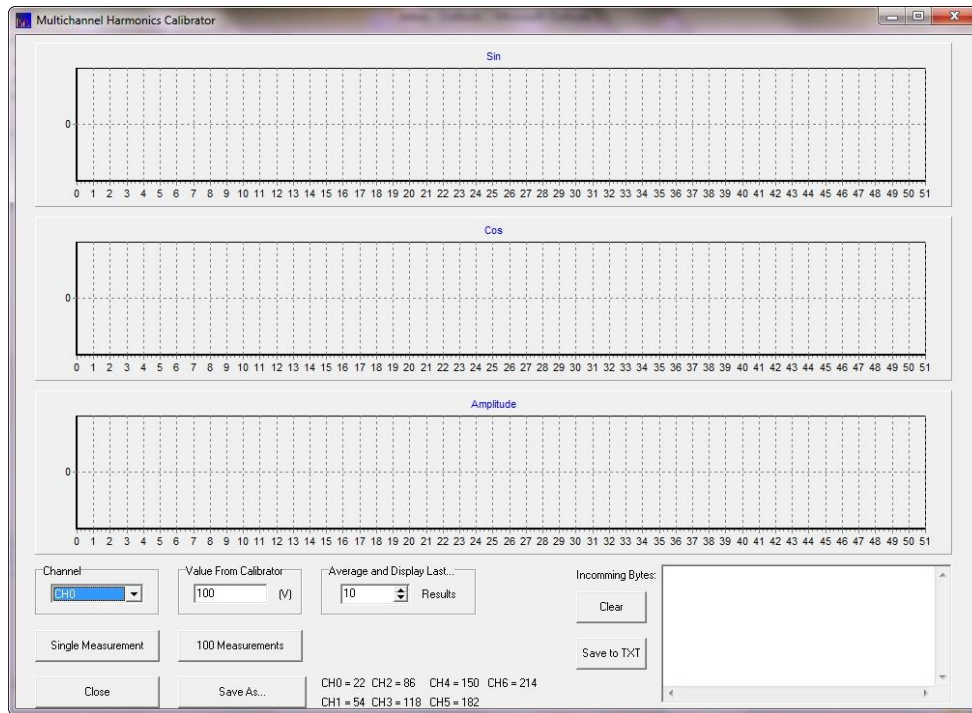 Multichannel Harmonics Calibrator
Sin
0
0 1 2 3 4 5 6 7 8 9 10 11 12 13 14 15 16 17 18 19 20 21 22 23 24 25 26 27 28 29 30 31 32 33 34 35 36 37 38 39 40 41 42 43 44 45 46 47 48 49 50 51
Cos
0
0 1 2 3 4 5 6 7 8 9 10 11 12 13 14 15 16 17 18 19 20 21 22 23 24 25 26 27 28 29 30 31 32 33 34 35 36 37 38 39 40 41 42 43 44 45 46 47 48 49 50 51
Amplitude
0
0 1 2 3 4 5 6 7 8 9 10 11 12 13 14 15 16 17 18 19 20 21 22 23 24 25 26 27 28 29 30 31 32 33 34 35 36 37 38 39 40 41 42 43 44 45 46 47 48 49 50 51
Channel
CH0
Value From Calibrator
100 (V)
Average and Display Last...
10 Results
Incomming Bytes:
Clear
Single Measurement
100 Measurements
Save to TXT
Close
Save As...
CH0 = 22 CH2 = 86 CH4 = 150 CH6 = 214
CH1 = 54 CH3 = 118 CH5 = 182